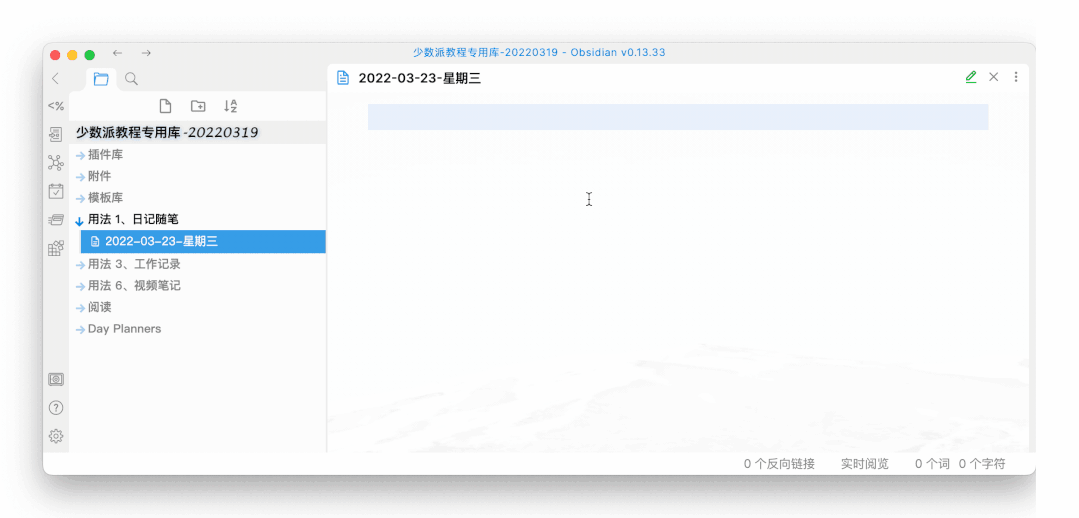 少数派教程专用库-20220319 - Obsidian v0.13.33
2022-03-23-星期三
<%
少数派教程专用库-20220319
插件库
附件
模板库
用法 1、日记随笔
2022-03-23-星期三
用法 3、工作记录
用法 6、视频笔记
阅读
Day Planners
0 个反向链接 实时阅览 0 个词 0 个字符